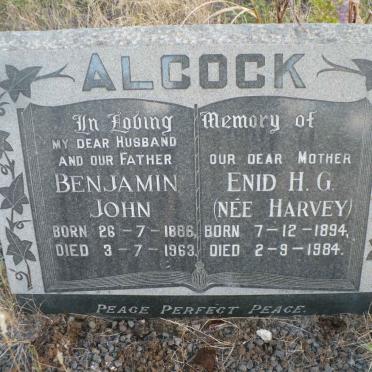 ALCOCK
In Loving Memory of
MY DEAR HUSBAND
AND OUR FATHER
BENJAMIN
JOHN
BORN 26-7-1886,
DIED 3-7-1963.
OUR DEAR MOTHER
ENID H. G.
(NÉE HARVEY)
BORN 7-12-1894,
DIED 2-9-1984.
PEACE PERFECT PEACE.